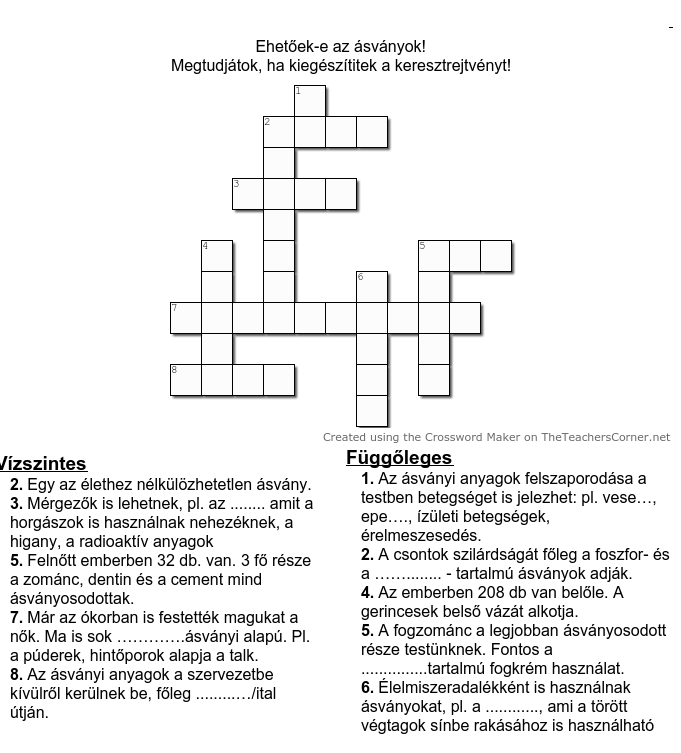 Ehetőek-e az ásványok!
Megtudjátok, ha kiegészítitek a keresztrejtvényt!
1
2
3
4
5
6
7
8
Created using the Crossword Maker on TheTeachersCorner.net
Vízszintes
2. Egy az élethez nélkülözhetetlen ásvány.
3. Mérgezők is lehetnek, pl. az ........ amit a
horgászok is használnak nehezéknek, a
higany, a radioaktív anyagok
5. Felnőtt emberben 32 db. van. 3 fő része
a zománc, dentin és a cement mind
ásványosodottak.
7. Már az ókorban is festették magukat a
nők. Ma is sok ………….ásványi alapú. Pl.
a púderek, hintőporok alapja a talk.
8. Az ásványi anyagok a szervezetbe
kívülről kerülnek be, főleg .........…/ital
útján.
Függőleges
1. Az ásványi anyagok felszaporodása a
testben betegséget is jelezhet: pl. vese…,
epe…., ízületi betegségek,
érelmeszesedés.
2. A csontok szilárdságát főleg a foszfor- és
a ……........ - tartalmú ásványok adják.
4. Az emberben 208 db van belőle. A
gerincesek belső vázát alkotja.
5. A fogzománc a legjobban ásványosodott
része testünknek. Fontos a
...............tartalmú fogkrém használat.
6. Élelmiszeradalékként is használnak
ásványokat, pl. a ............, ami a törött
végtagok sínbe rakásához is használható